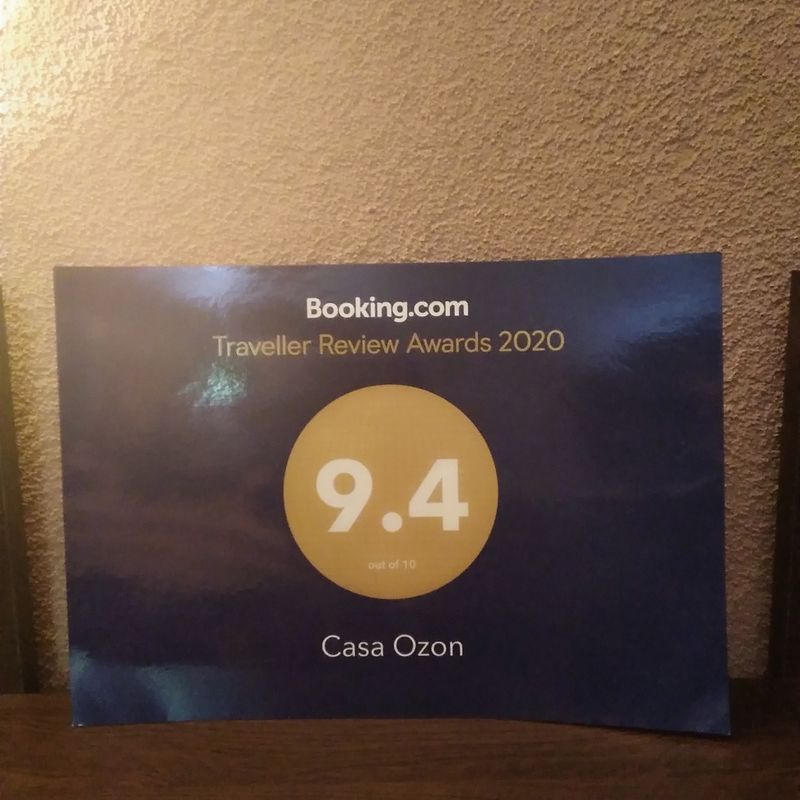 Booking.com
Traveller Review Awards 2020
9.4
out of 10
Casa Ozon